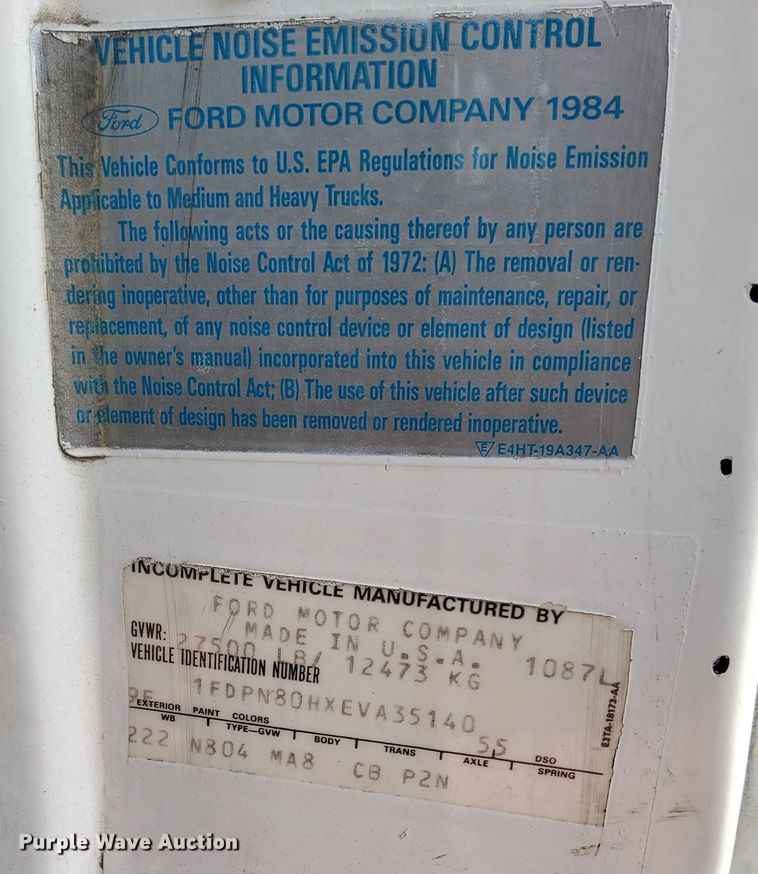 VEHICLE NOISE EMISSION CONTROL
INFORMATION
Ford FORD MOTOR COMPANY 1984
This Vehicle Conforms to U.S. EPA Regulations for Noise Emission
Applicable to Medium and Heavy Trucks.
The following acts or the causing thereof by any person are
prohibited by the Noise Control Act of 1972: (A) The removal or ren-
dering inoperative, other than for purposes of maintenance, repair, or
replacement, of any noise control device or element of design (listed
in the owner's manual) incorporated into this vehicle in compliance
with the Noise Control Act; (B) The use of this vehicle after such device
or element of design has been removed or rendered inoperative.
E E4HT-19A347-AA
INCOMPLETE VEHICLE MANUFACTURED BY
FORD MOTOR COMPANY
MADE IN U.S.A.
GVWR: 27500 LB/ 12473 KG 1087L
VEHICLE IDENTIFICATION NUMBER
1FDPN80HXEVA35140
EXTERIOR PAINT COLORS 55 DSO
WB TYPE-GVW BODY TRANS AXLE SPRING
222 N804 MA8 CB P2N
E3TA-18173-AA
Purple Wave Auction